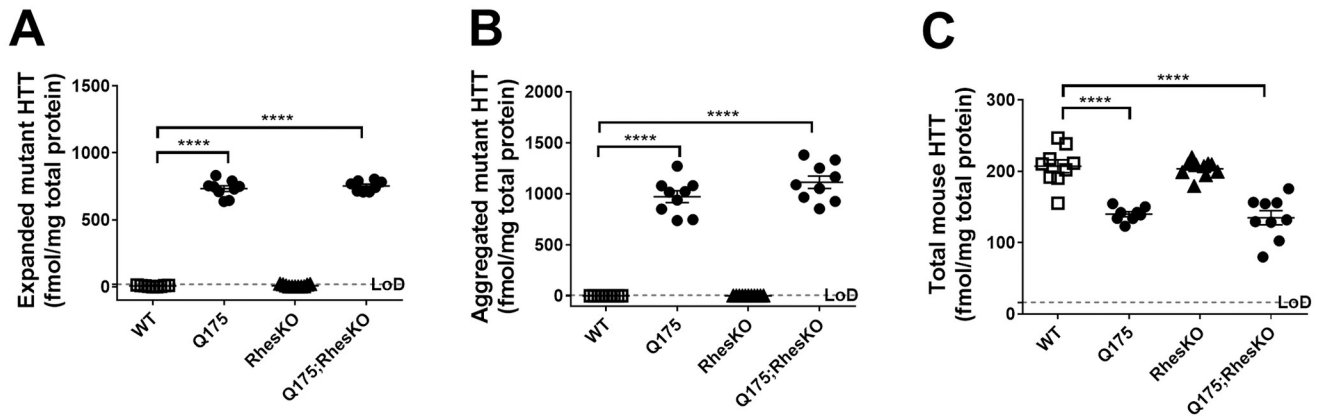 A
Expanded mutant HTT
(fmol/mg total protein)
1500
1000
500
0
****
****
LoD
WT
Q175
RhesKO
Q175;RhesKO
B
Aggregated mutant HTT
(fmol/mg total protein)
2000
1500
1000
500
0
****
****
LoD
WT
Q175
RhesKO
Q175;RhesKO
C
Total mouse HTT
(fmol/mg total protein)
300
200
100
0
****
****
LoD
WT
Q175
RhesKO
Q175;RhesKO